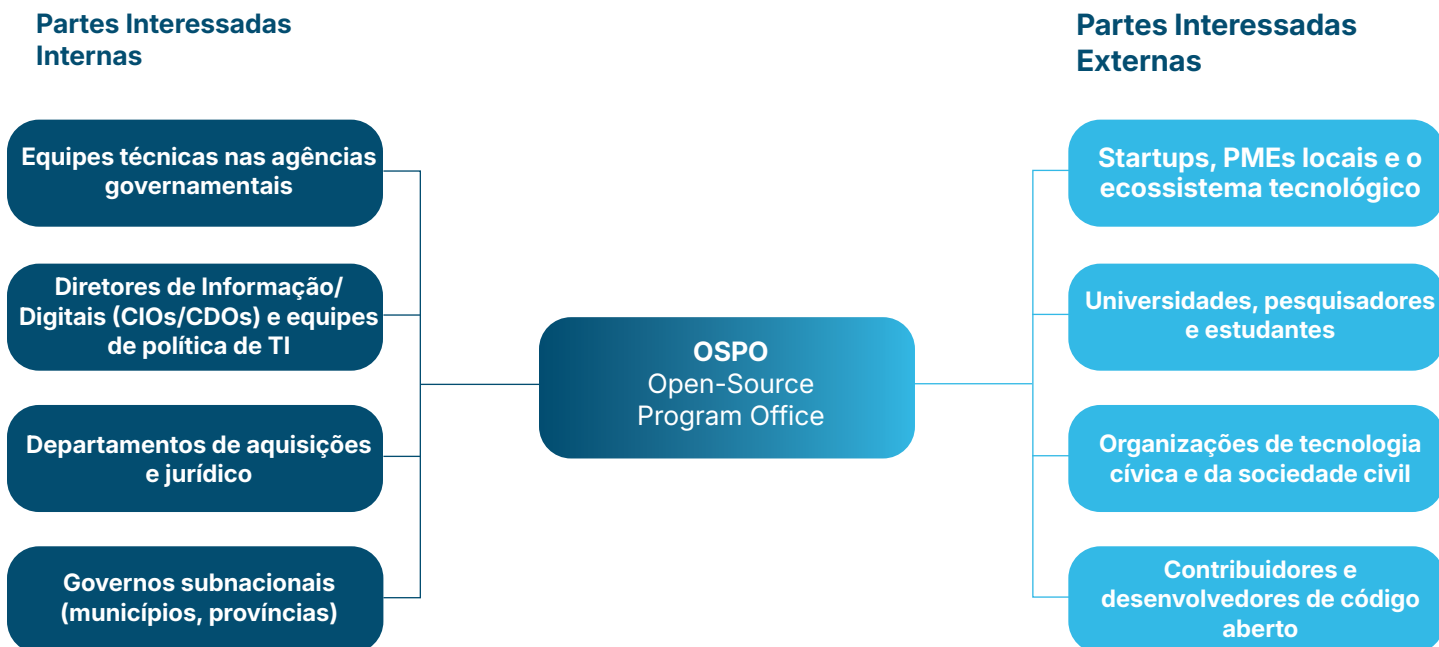 Partes Interessadas
Internas
Equipes técnicas nas agências
governamentais
Diretores de Informação/
Digitais (CIOs/CDOs) e equipes
de política de TI
Departamentos de aquisições
e jurídico
Governos subnacionais
(municípios, províncias)
OSPO
Open-Source
Program Office
Partes Interessadas
Externas
Startups, PMEs locais e o
ecossistema tecnológico
Universidades, pesquisadores
e estudantes
Organizações de tecnologia
cívica e da sociedade civil
Contribuidores e
desenvolvedores de código
aberto